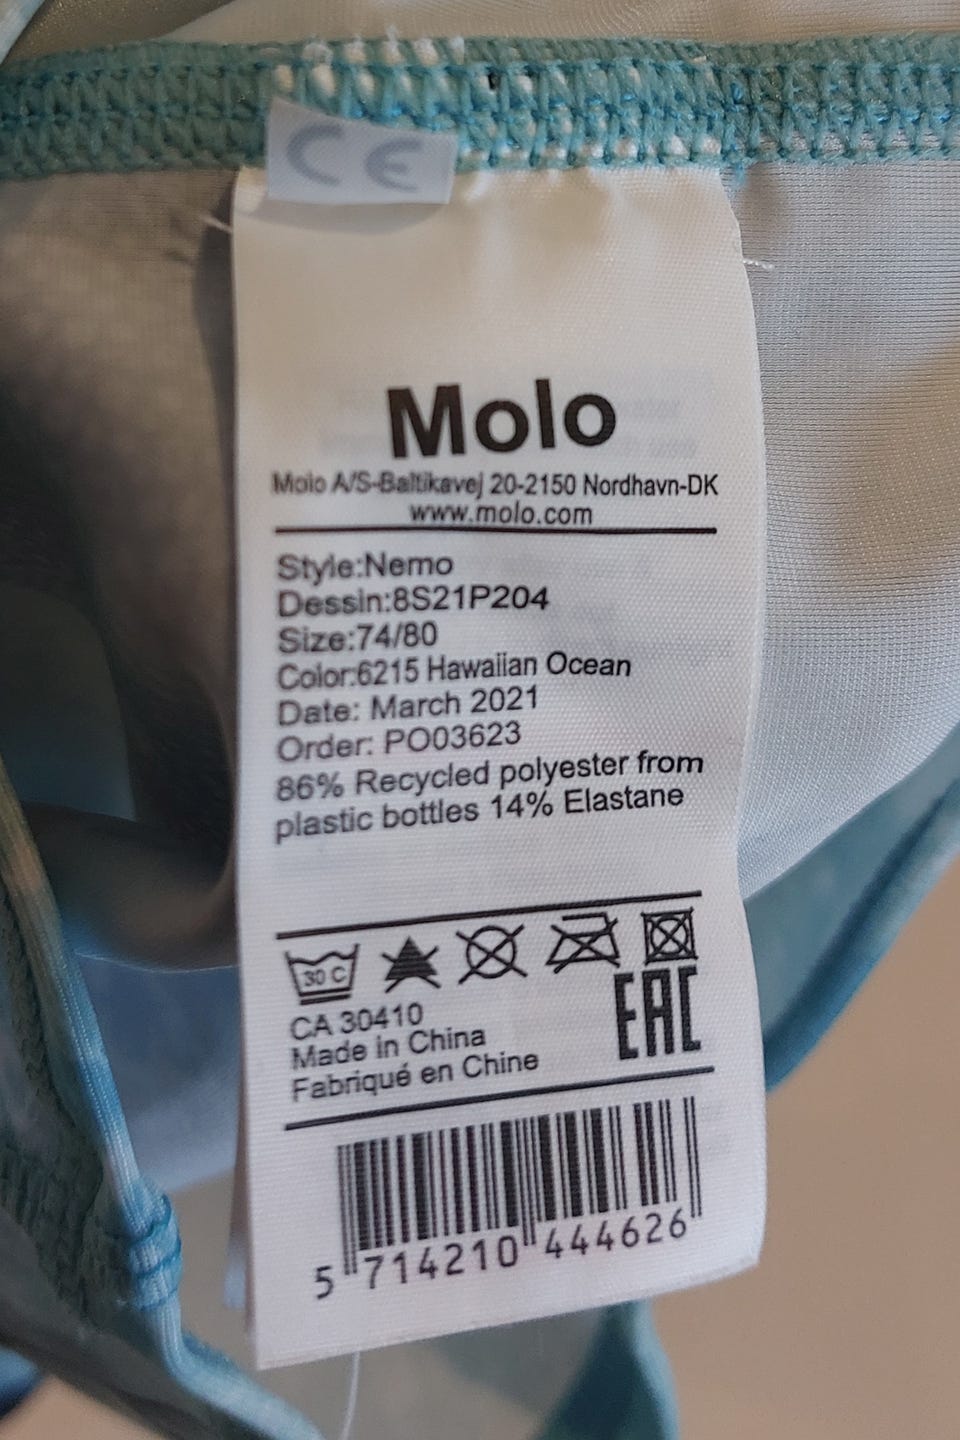 CE
Molo
Molo A/S-Baltikavej 20-2150 Nordhavn-DK
www.molo.com
Style:Nemo
Dessin:8S21P204
Size:74/80
Color:6215 Hawaiian Ocean
Date: March 2021
Order: PO03623
86% Recycled polyester from
plastic bottles 14% Elastane
30 C
CA 30410
Made in China
Fabriqué en Chine
EAC
5 714210 444626